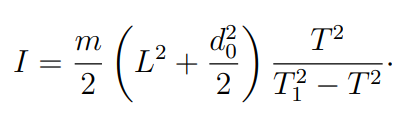 I = \frac{m}{2} \left( L^2 + \frac{d_0^2}{2} \right) \frac{T^2}{T_1^2 - T^2}.